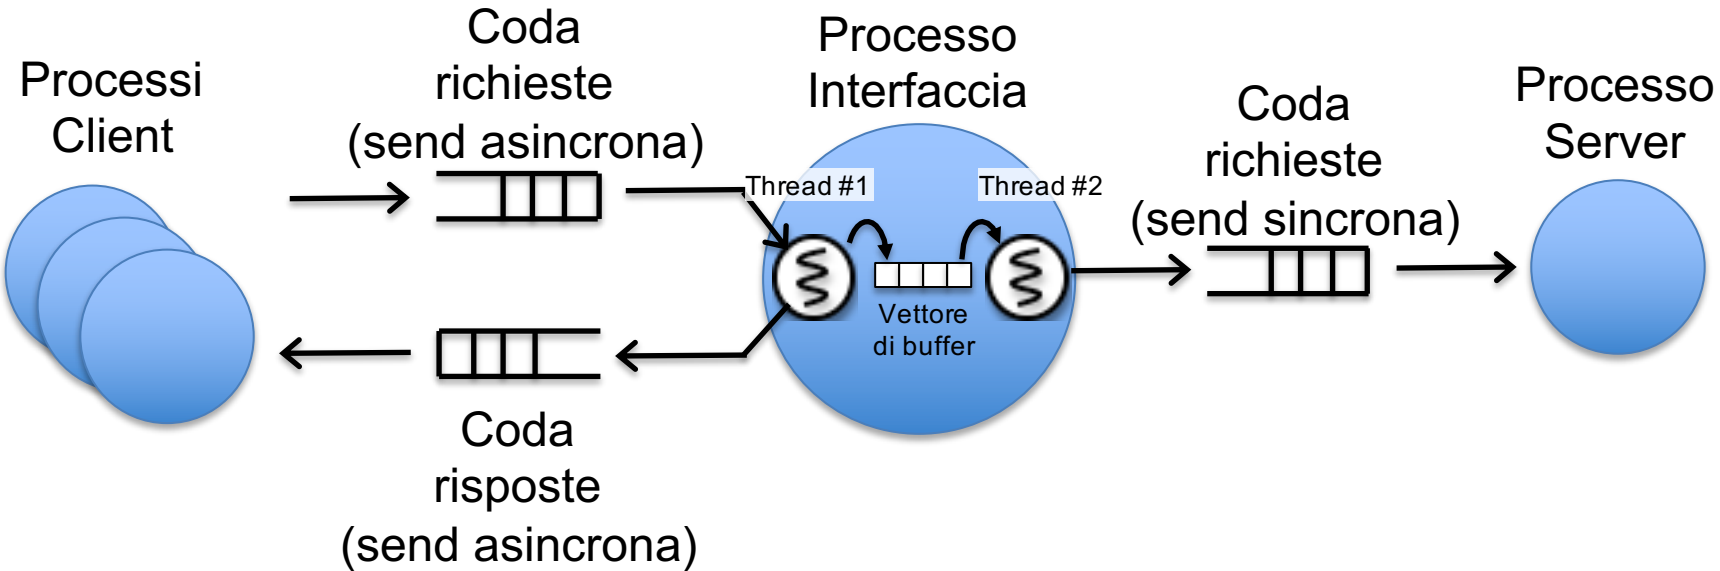 Processi
Client
Coda
richieste
(send asincrona)
Processo
Interfaccia
Thread #1
Thread #2
Vettore
di buffer
Coda
richieste
(send sincrona)
Processo
Server
Coda
risposte
(send asincrona)